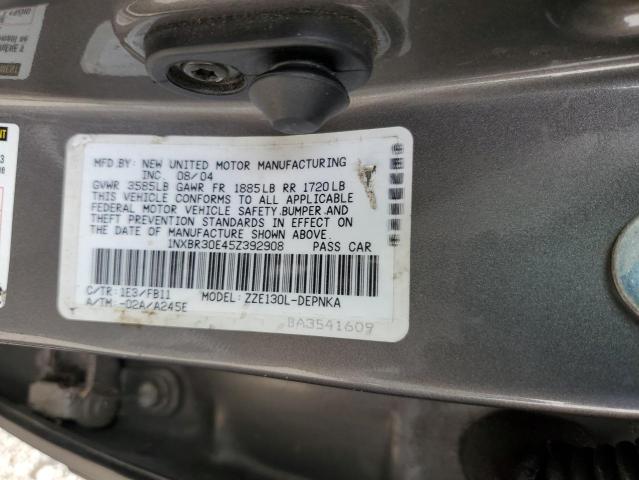 MFD.BY: NEW UNITED MOTOR MANUFACTURING
INC. 08/04
GVWR 3585LB GAWR FR 1885LB RR 1720LB
THIS VEHICLE CONFORMS TO ALL APPLICABLE
FEDERAL MOTOR VEHICLE SAFETY,BUMPER,AND
THEFT PREVENTION STANDARDS IN EFFECT ON
THE DATE OF MANUFACTURE SHOWN ABOVE.
1NXBR30E45Z392908 PASS CAR
C/TR: 1E3/FB11 MODEL: ZZE130L-DEPNKA
A/TM: -02A/A245E
BA3541609